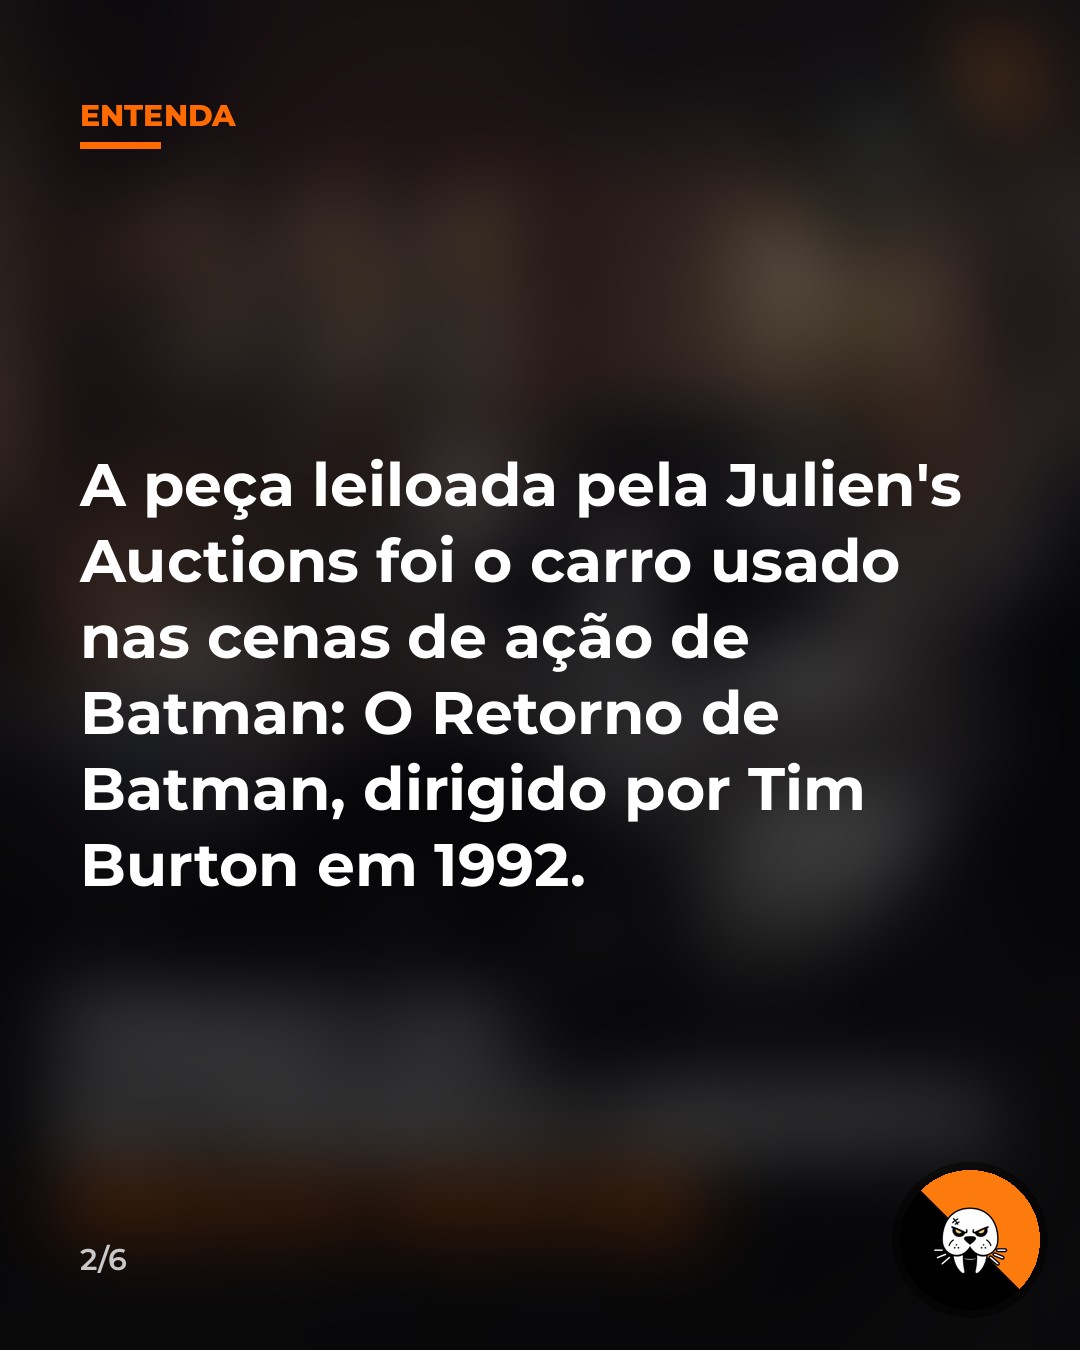 ENTENDA
A peça leiloada pela Julien's
Auctions foi o carro usado
nas cenas de ação de
Batman: O Retorno de
Batman, dirigido por Tim
Burton em 1992.
2/6